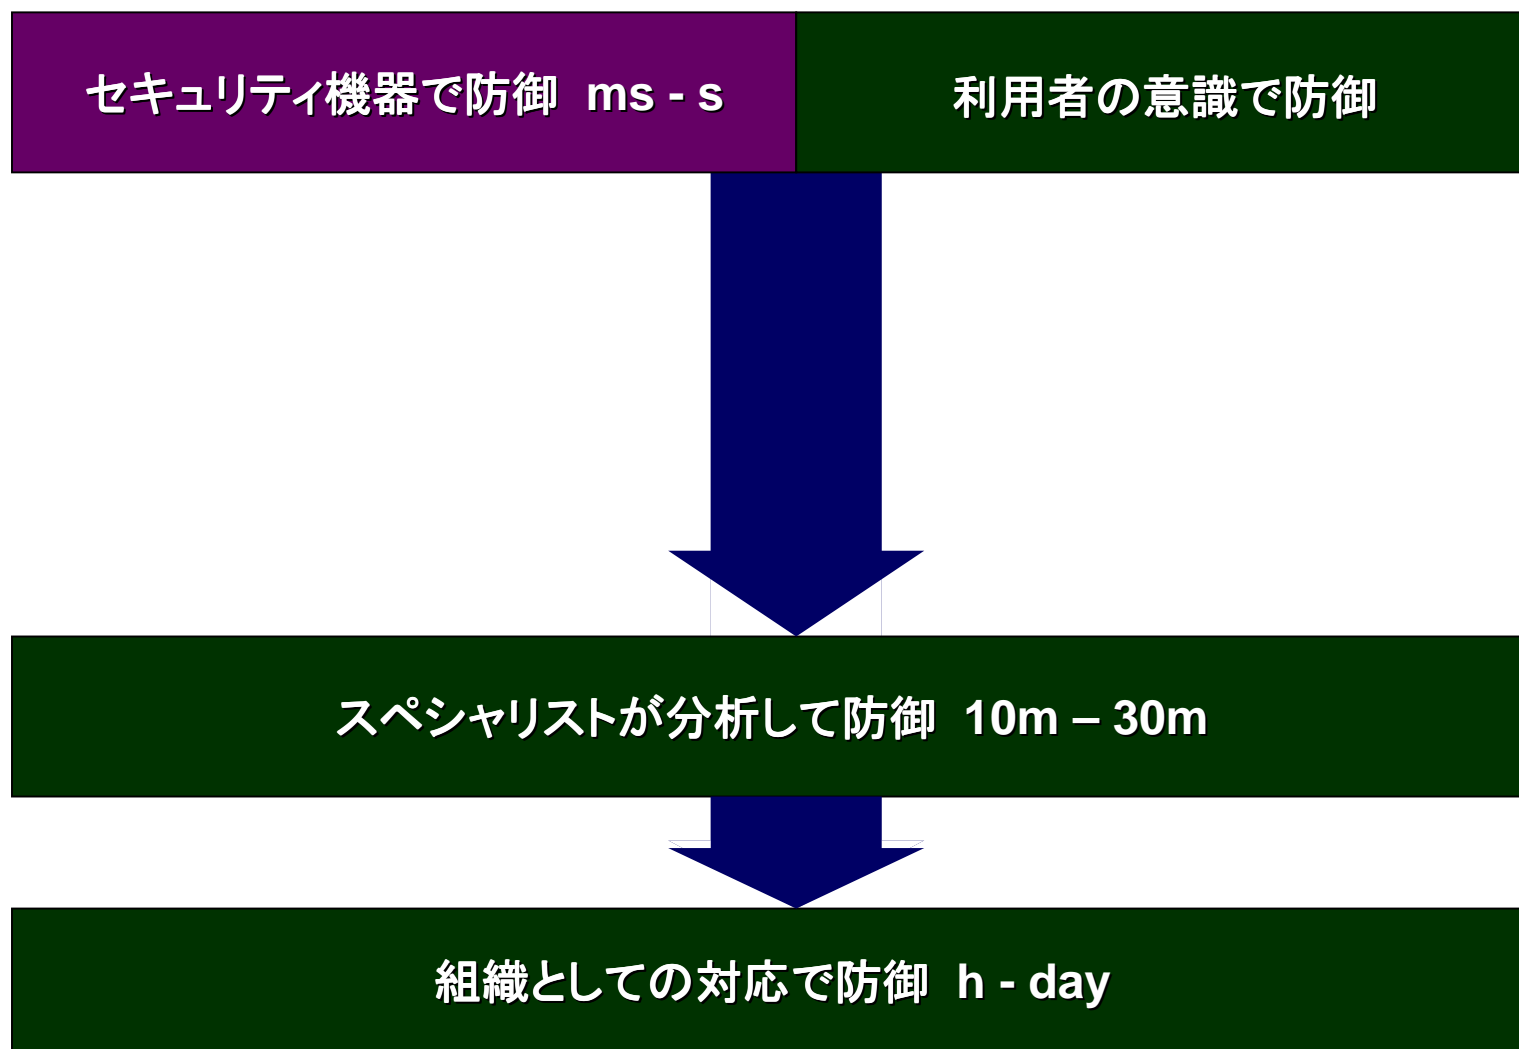 セキュリティ機器で防御 ms - s
利用者の意識で防御
スペシャリストが分析して防御 10m – 30m
組織としての対応で防御 h - day